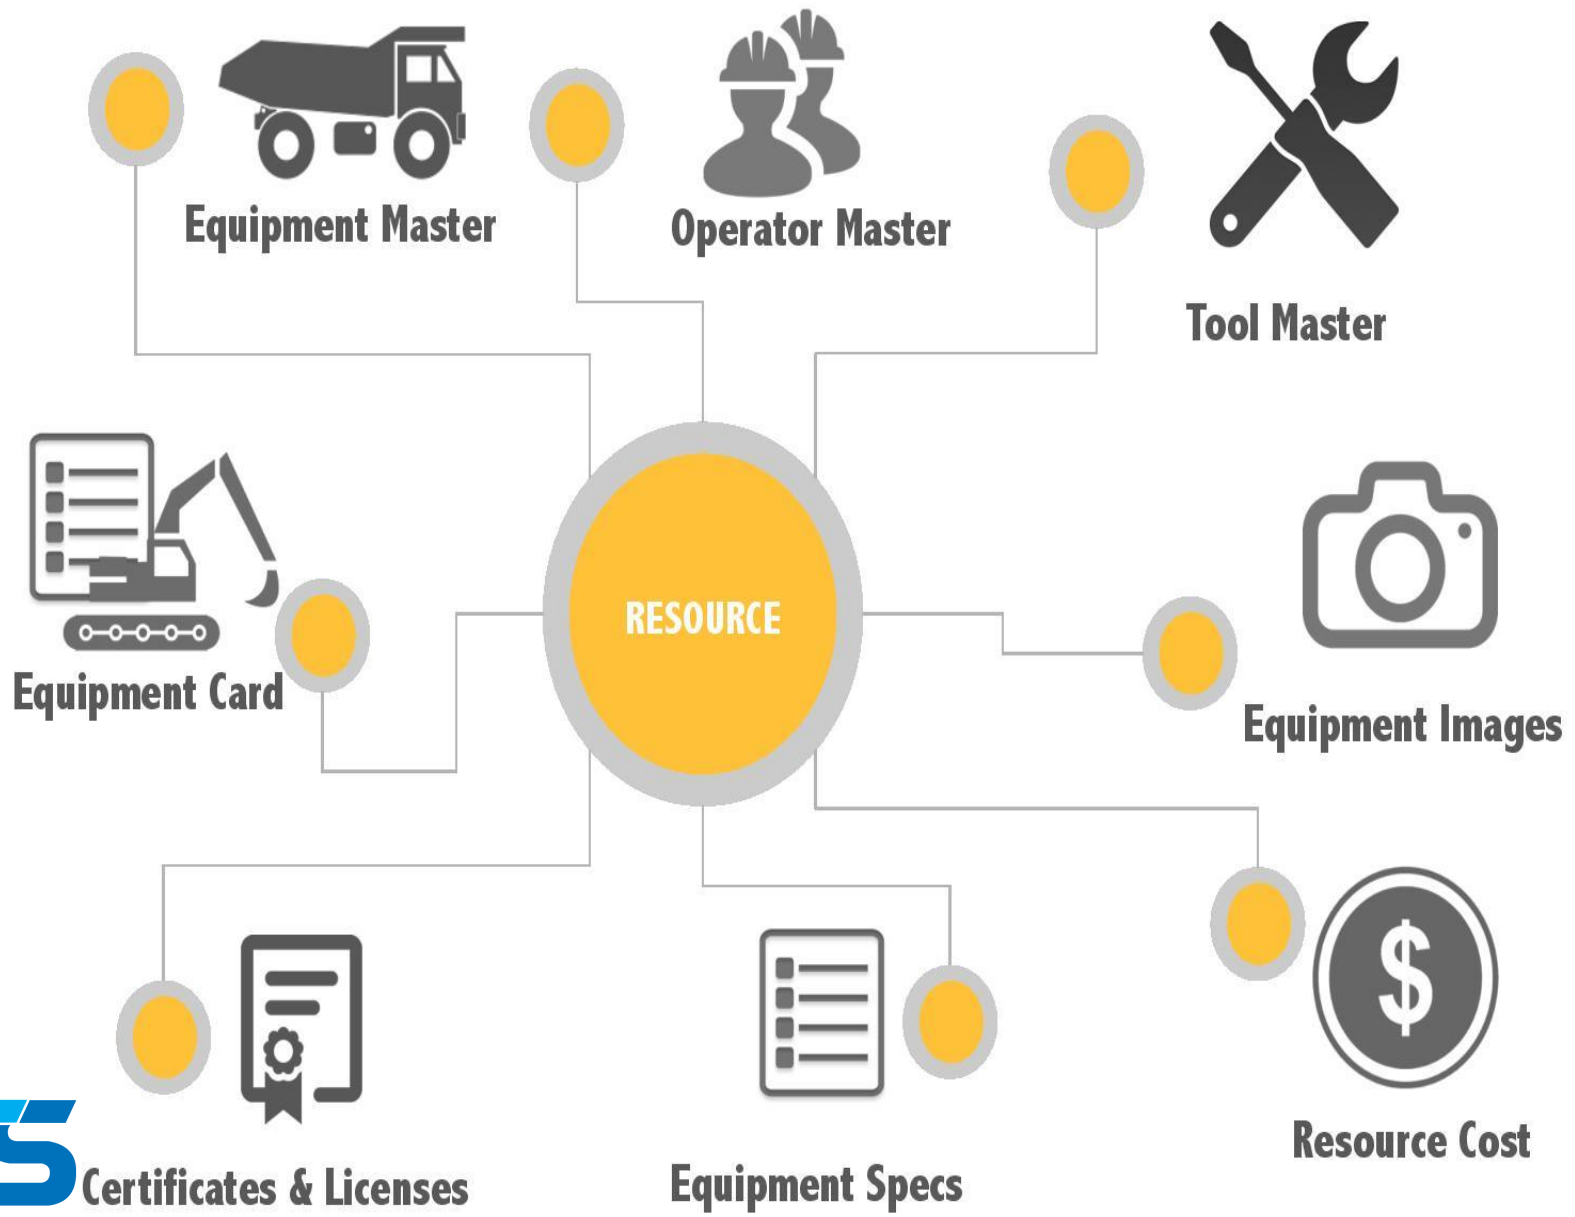 Equipment Master
Operator Master
Tool Master
RESOURCE
Equipment Card
Equipment Images
$
Resource Cost
Certificates & Licenses
Equipment Specs